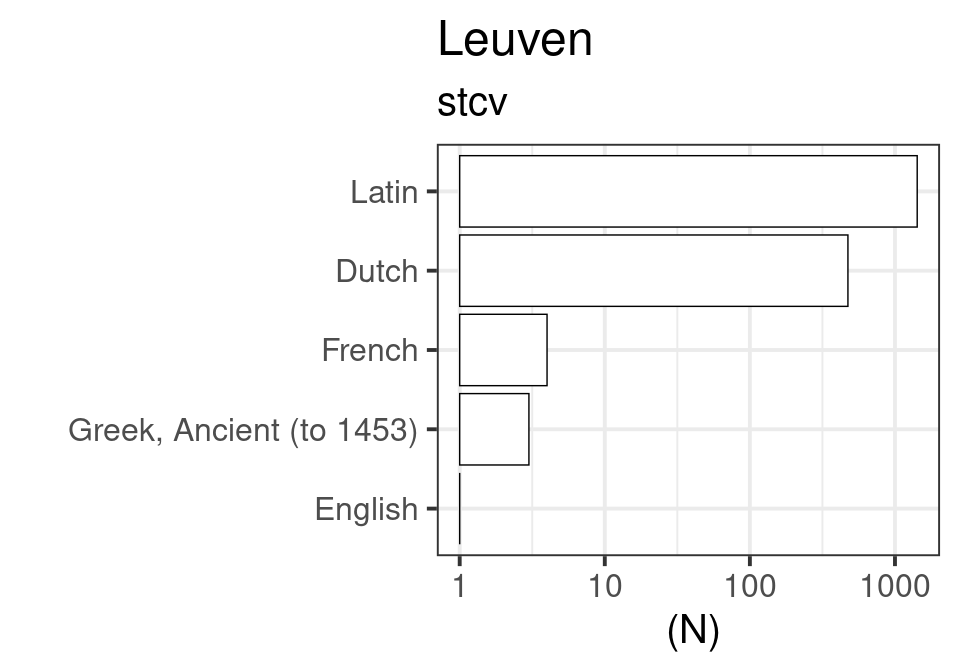 Leuven
stcv
Latin
Dutch
French
Greek, Ancient (to 1453)
English
1 10 100 1000
(N)